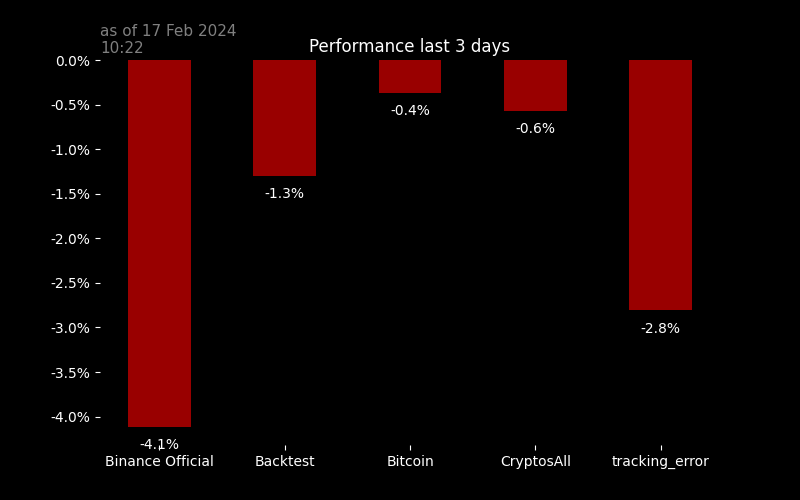 as of 17 Feb 2024
10:22
Performance last 3 days
0.0%
-0.5%
-1.0%
-1.5%
-2.0%
-2.5%
-3.0%
-3.5%
-4.0%
-4.1%
-1.3%
-0.4%
-0.6%
-2.8%
Binance Official
Backtest
Bitcoin
CryptosAll
tracking_error